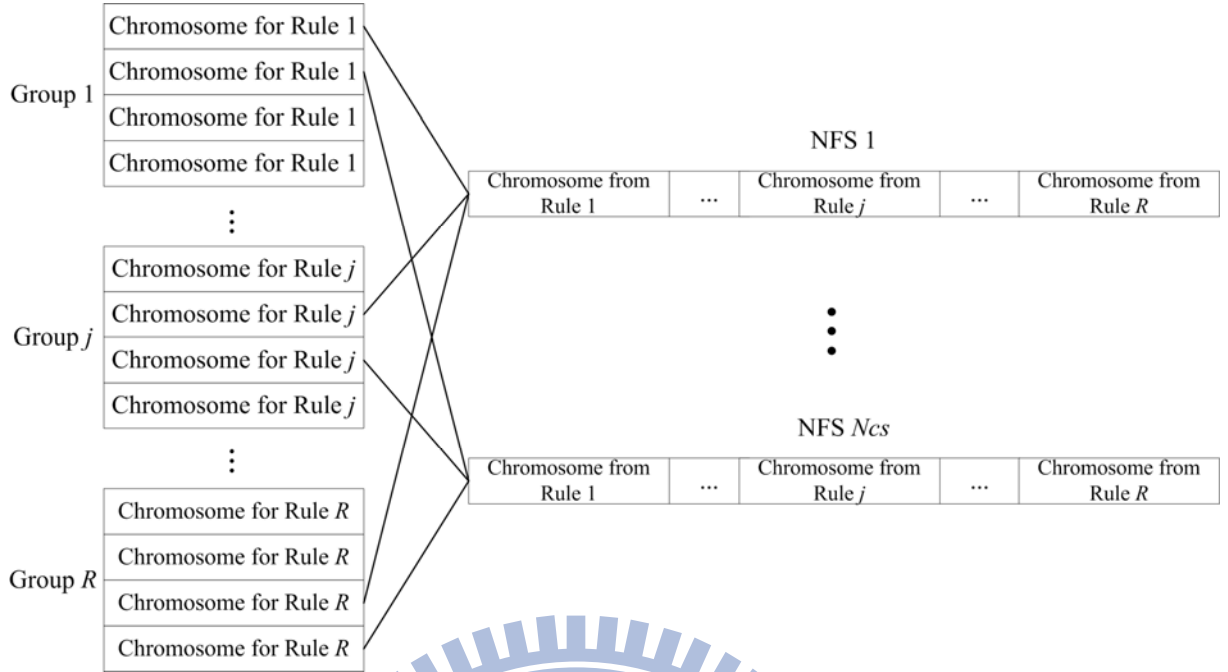 Group 1
Chromosome for Rule 1
Chromosome for Rule 1
Chromosome for Rule 1
Chromosome for Rule 1
⋮
Group j
Chromosome for Rule j
Chromosome for Rule j
Chromosome for Rule j
Chromosome for Rule j
⋮
Group R
Chromosome for Rule R
Chromosome for Rule R
Chromosome for Rule R
Chromosome for Rule R
NFS 1
Chromosome from
Rule 1
...
Chromosome from
Rule j
...
Chromosome from
Rule R
⋮
NFS Ncs
Chromosome from
Rule 1
...
Chromosome from
Rule j
...
Chromosome from
Rule R